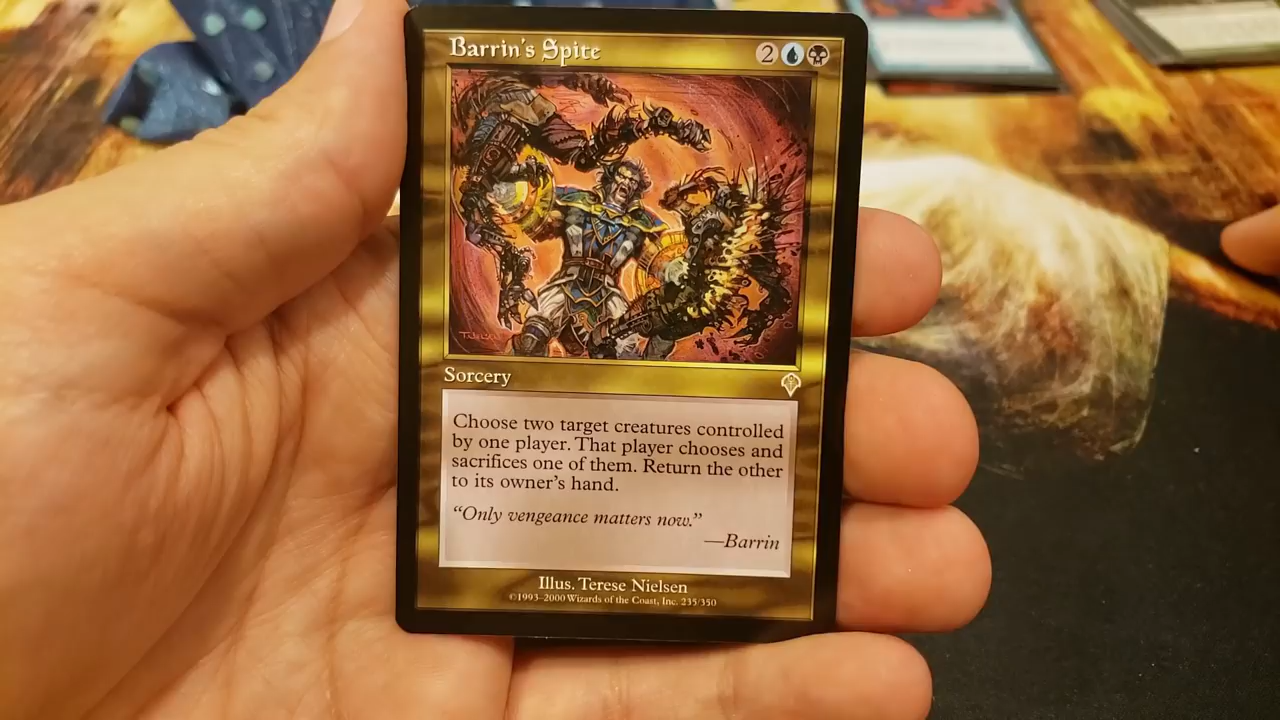 Barrin's Spite 2
Sorcery
Choose two target creatures controlled
by one player. That player chooses and
sacrifices one of them. Return the other
to its owner's hand.
“Only vengeance matters now.”
—Barrin
Illus. Terese Nielsen
©1993–2000 Wizards of the Coast, Inc. 235/350